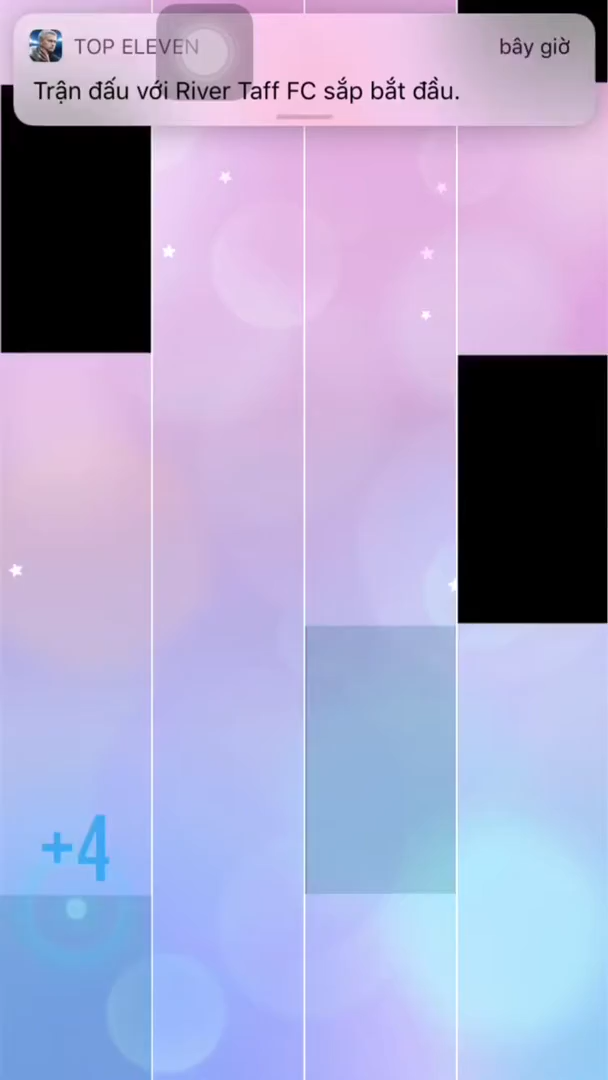 TOP ELEVEN bây giờ
Trận đấu với River Taff FC sắp bắt đầu.
+4